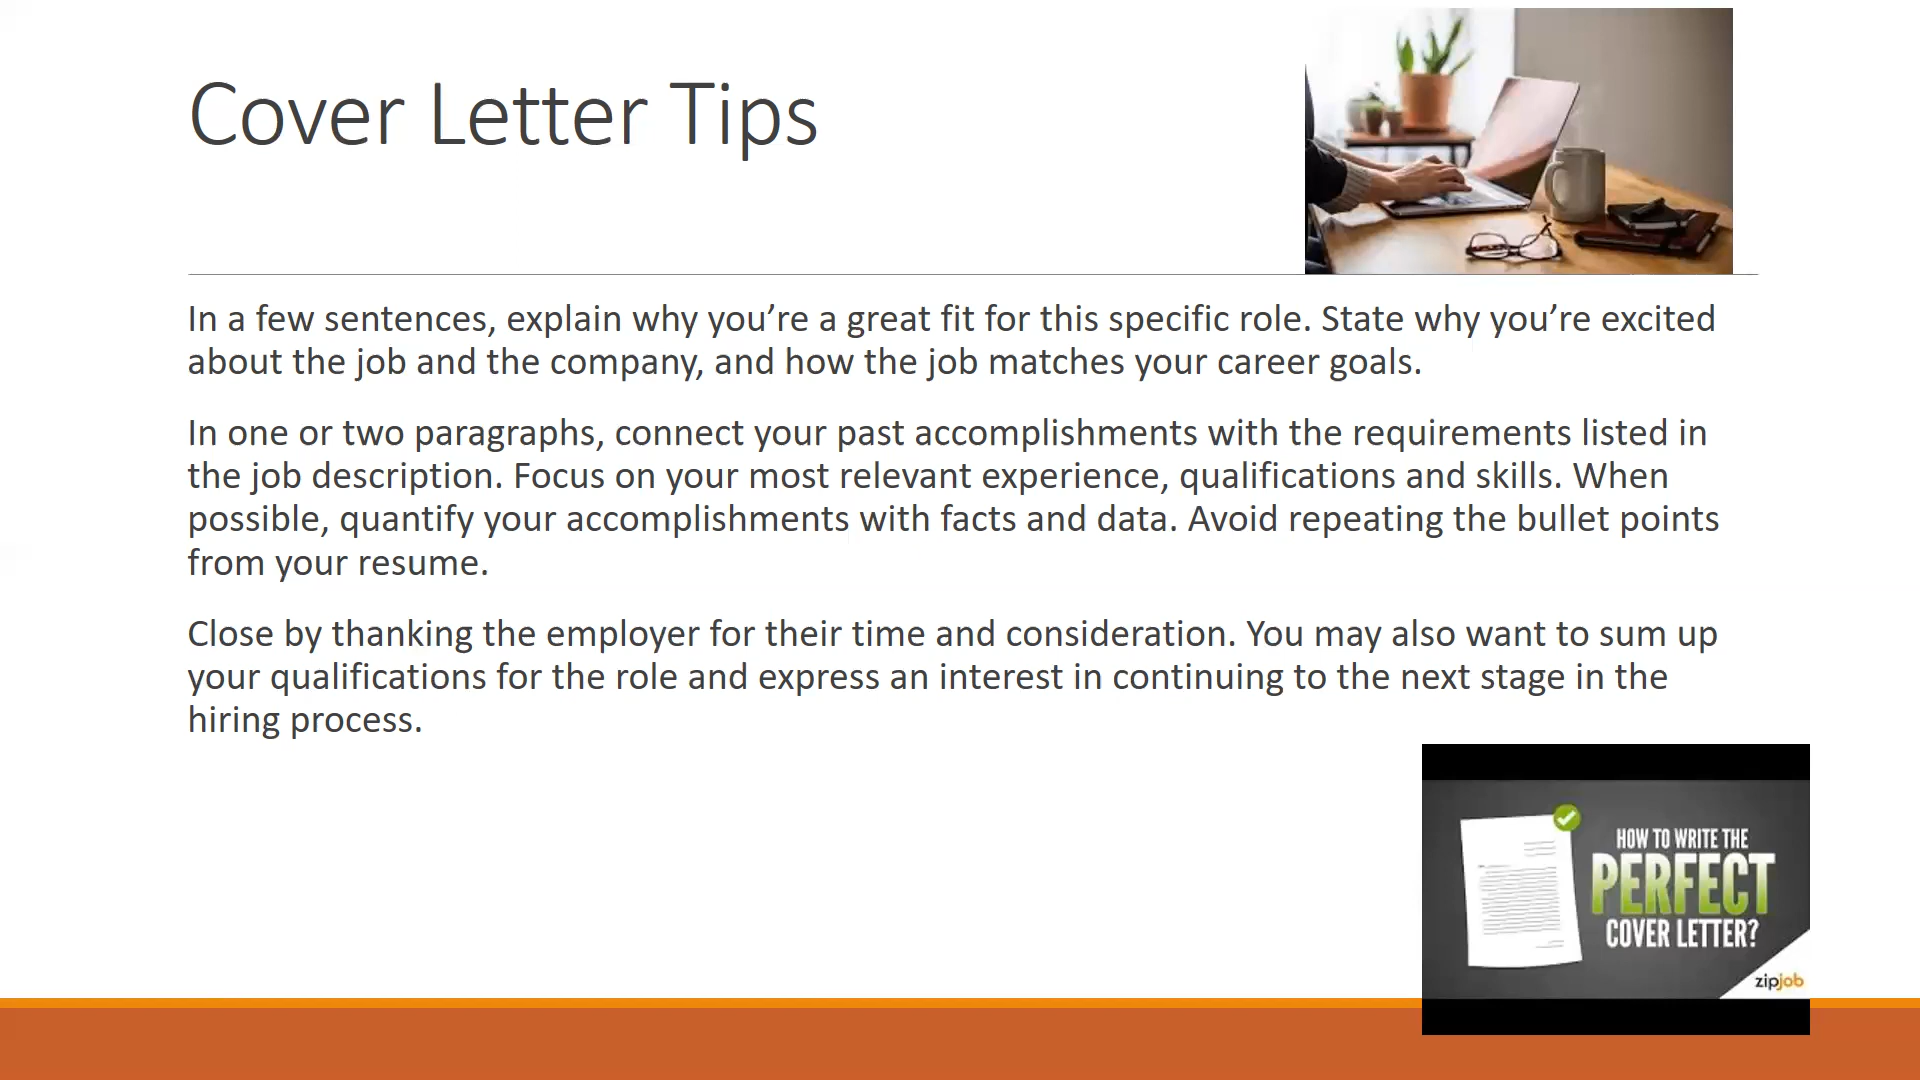 Cover Letter Tips
In a few sentences, explain why you’re a great fit for this specific role. State why you’re excited
about the job and the company, and how the job matches your career goals.
In one or two paragraphs, connect your past accomplishments with the requirements listed in
the job description. Focus on your most relevant experience, qualifications and skills. When
possible, quantify your accomplishments with facts and data. Avoid repeating the bullet points
from your resume.
Close by thanking the employer for their time and consideration. You may also want to sum up
your qualifications for the role and express an interest in continuing to the next stage in the
hiring process.
HOW TO WRITE THE
PERFECT
COVER LETTER?
zipjob